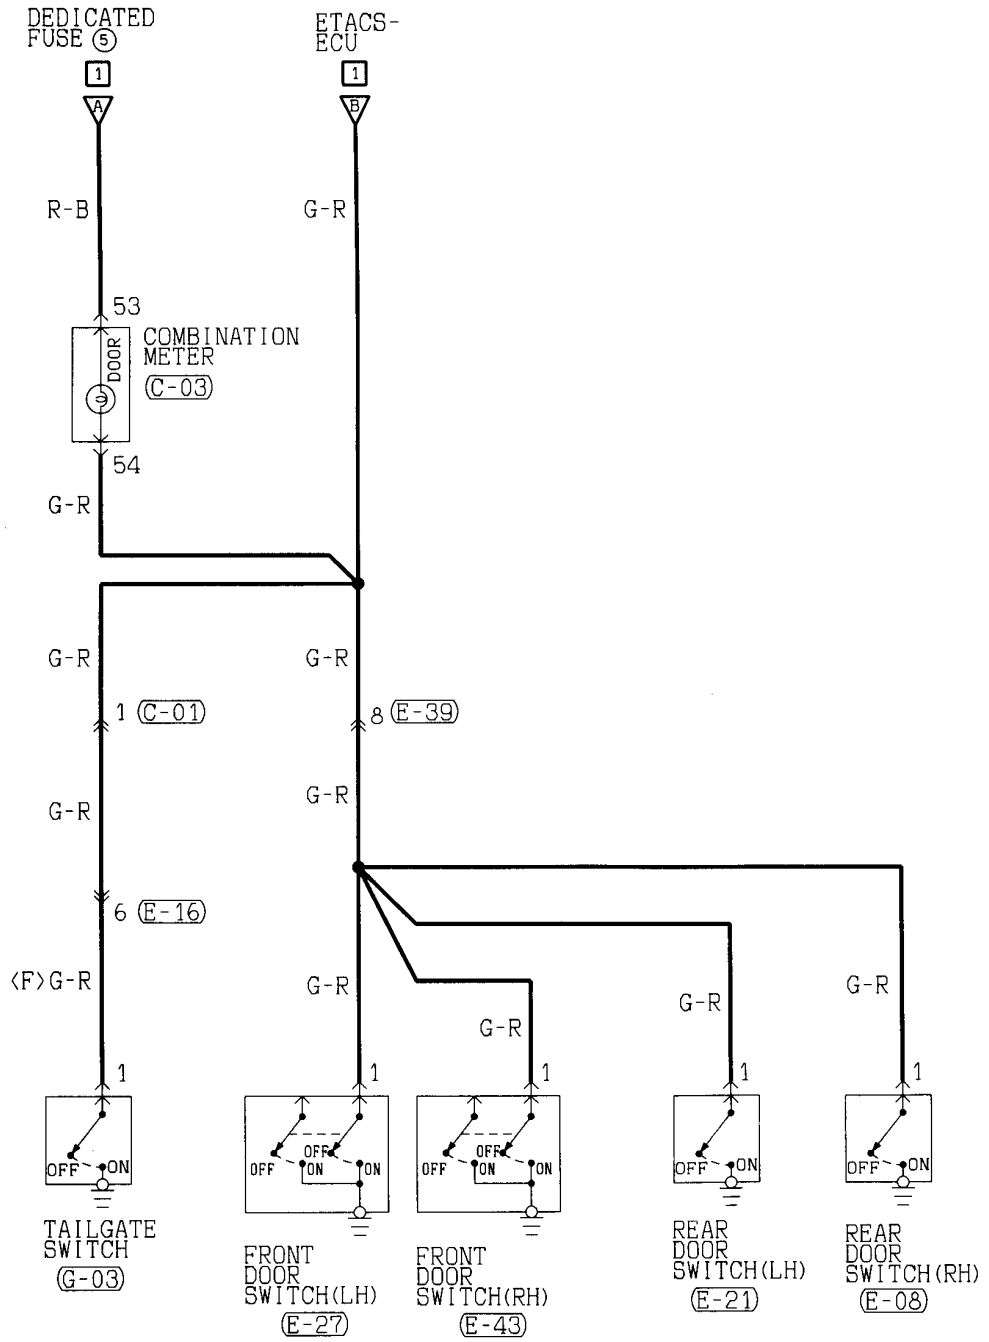 DEDICATED
FUSE ⑤
1
A
ETACS-
ECU
1
B
R-B
G-R
53
DOOR
COMBINATION
METER
C-03
54
G-R
G-R
G-R
1 C-01
8 E-39
G-R
G-R
6 E-16
<F>G-R
G-R
G-R
G-R
G-R
1
1
1
1
1
OFF
ON
OFF
OFF
ON
OFF
OFF
ON
OFF
ON
OFF
ON
TAILGATE
SWITCH
G-03
FRONT
DOOR
SWITCH(LH)
E-27
FRONT
DOOR
SWITCH(RH)
E-43
REAR
DOOR
SWITCH(LH)
E-21
REAR
DOOR
SWITCH(RH)
E-08